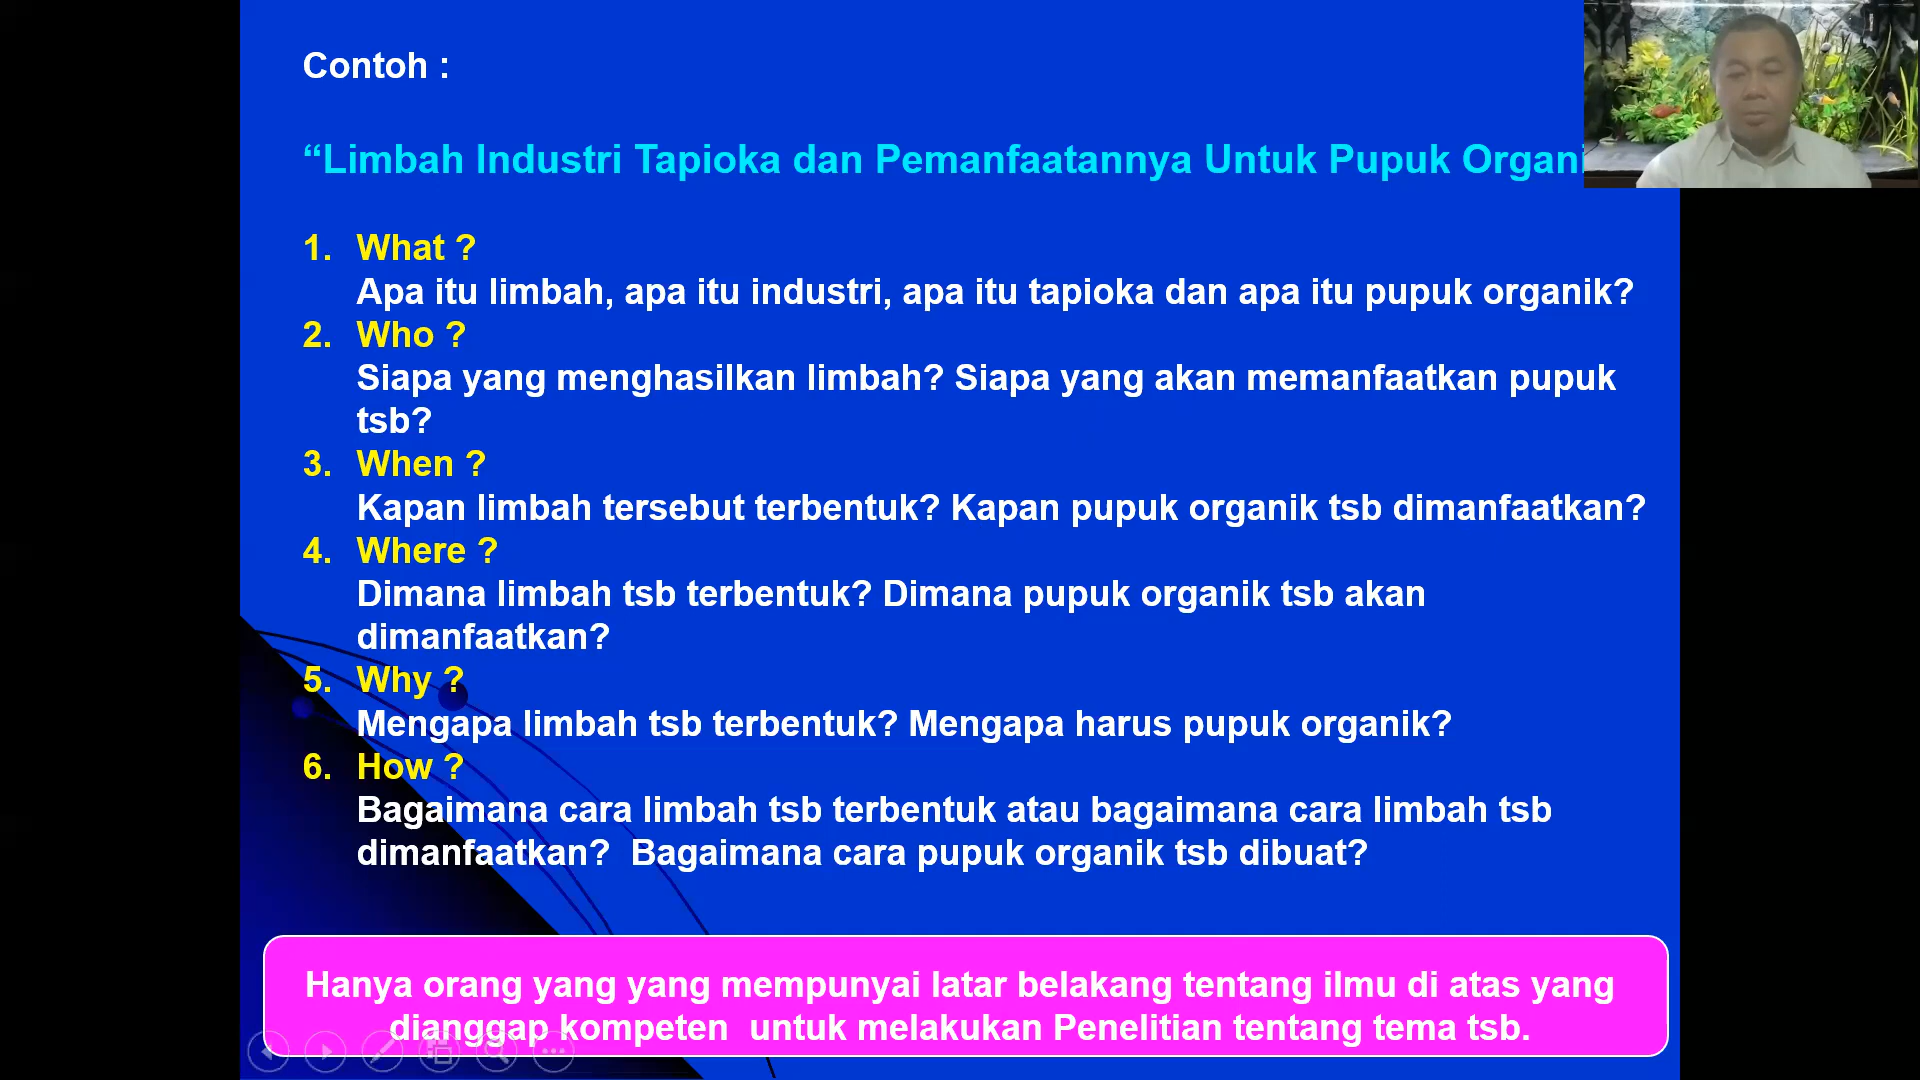 Contoh :
“Limbah Industri Tapioka dan Pemanfaatannya Untuk Pupuk
1. What ?
Apa itu limbah, apa itu industri, apa itu tapioka dan apa itu pupuk organik?
2. Who ?
Siapa yang menghasilkan limbah? Siapa yang akan memanfaatkan pupuk
tsb?
3. When ?
Kapan limbah tersebut terbentuk? Kapan pupuk organik tsb dimanfaatkan?
4. Where ?
Dimana limbah tsb terbentuk? Dimana pupuk organik tsb akan
dimanfaatkan?
5. Why ?
Mengapa limbah tsb terbentuk? Mengapa harus pupuk organik?
6. How ?
Bagaimana cara limbah tsb terbentuk atau bagaimana cara limbah tsb
dimanfaatkan?  Bagaimana cara pupuk organik tsb dibuat?
Hanya orang yang yang mempunyai latar belakang tentang ilmu di atas yang
dianggap kompeten  untuk melakukan Penelitian tentang tema tsb.